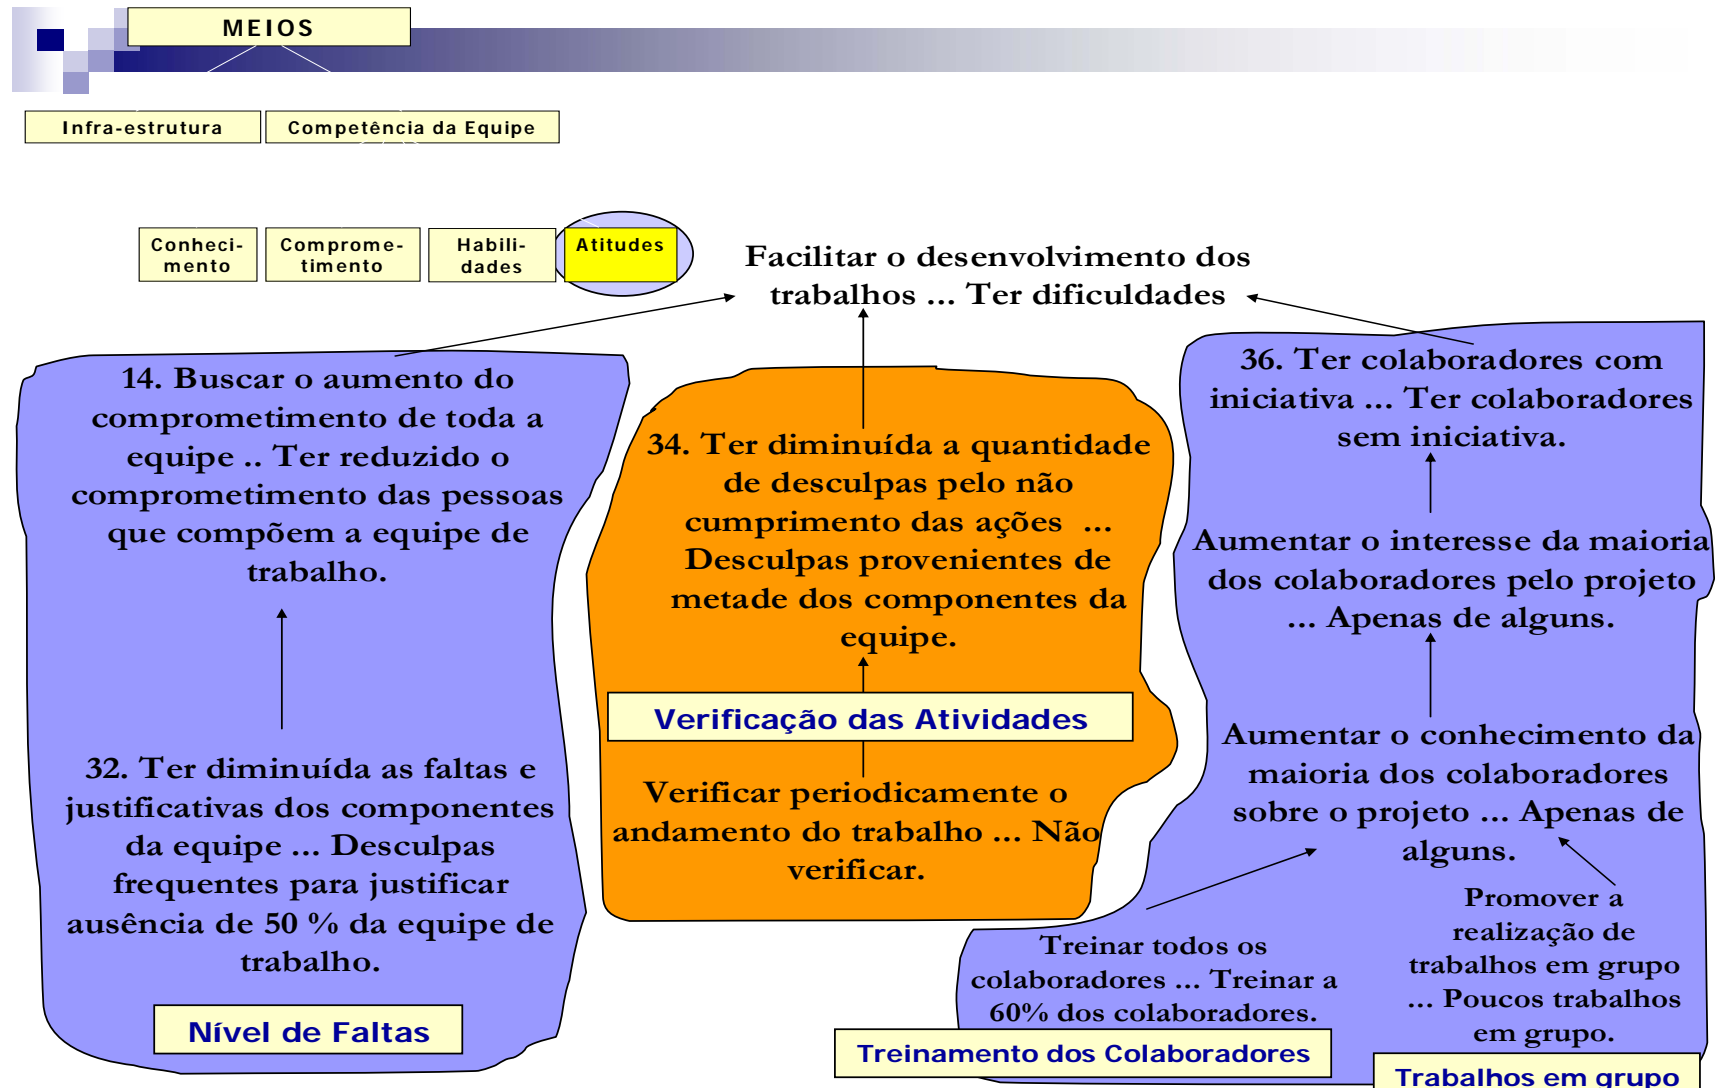 MEIOS
Infra-estrutura
Competência da Equipe
Conheci-
mento
Comprome-
timento
Habili-
dades
Atitudes
Facilitar o desenvolvimento dos
trabalhos ... Ter dificuldades
14. Buscar o aumento do
comprometimento de toda a
equipe .. Ter reduzido o
comprometimento das pessoas
que compõem a equipe de
trabalho.
32. Ter diminuída as faltas e
justificativas dos componentes
da equipe ... Desculpas
frequentes para justificar
ausência de 50 % da equipe de
trabalho.
Nível de Faltas
34. Ter diminuída a quantidade
de desculpas pelo não
cumprimento das ações ...
Desculpas provenientes de
metade dos componentes da
equipe.
Verificação das Atividades
Verificar periodicamente o
andamento do trabalho ... Não
verificar.
36. Ter colaboradores com
iniciativa ... Ter colaboradores
sem iniciativa.
Aumentar o interesse da maioria
dos colaboradores pelo projeto
... Apenas de alguns.
Aumentar o conhecimento da
maioria dos colaboradores
sobre o projeto ... Apenas de
alguns.
Treinar todos os
colaboradores ... Treinar a
60% dos colaboradores.
Treinamento dos Colaboradores
Promover a
realização de
trabalhos em grupo
... Poucos trabalhos
em grupo.
Trabalhos em grupo